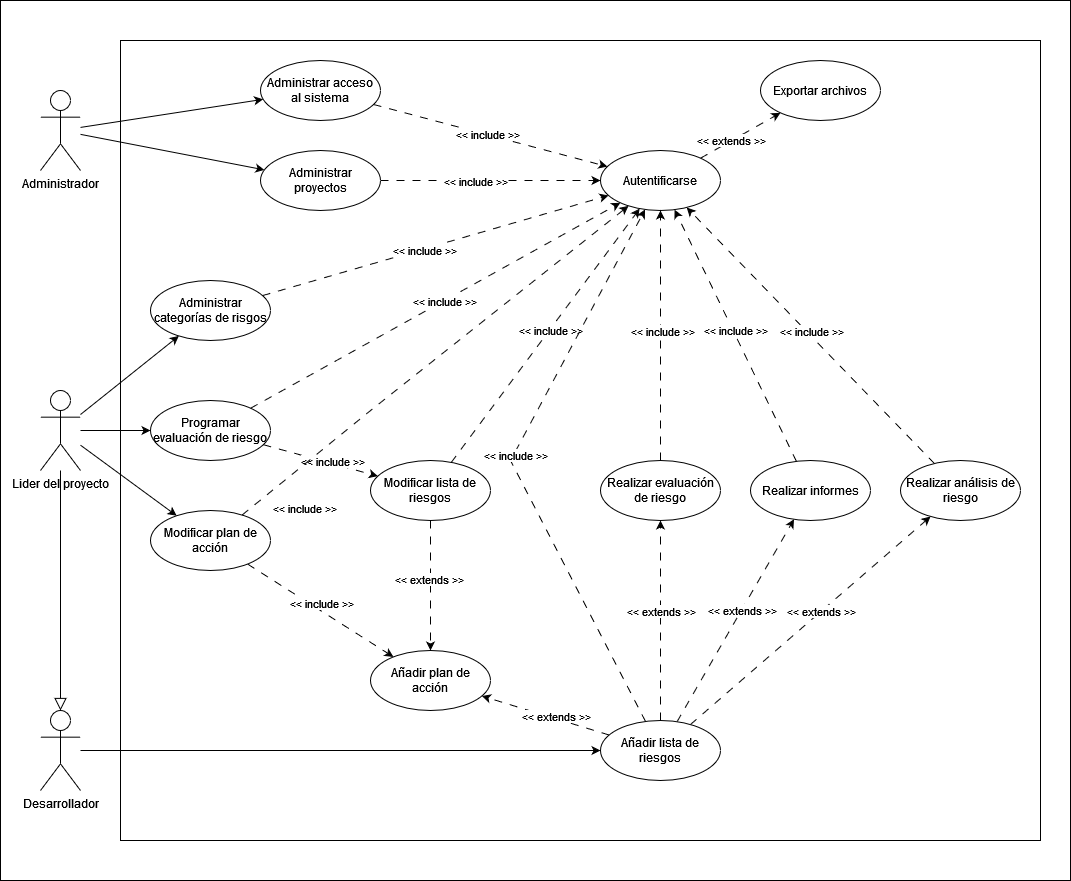 Administrar acceso
al sistema
Exportar archivos
<< include >>
<< extends >>
Administrador
Administrar
proyectos
<< include >>
Autentificarse
<< include >>
Administrar
categorías de risgos
<< include >>
<< include >>
<< include >>
<< include >>
<< include >>
Programar
evaluación de riesgo
<< include >>
<< include >>
Lider del proyecto
Modificar lista de
riesgos
Realizar evaluación
de riesgo
Realizar informes
Realizar análisis de
riesgo
<< include >>
Modificar plan de
acción
<< extends >>
<< include >>
<< extends >>
<< extends >>
<< extends >>
Añadir plan de
acción
<< extends >>
Añadir lista de
riesgos
Desarrollador